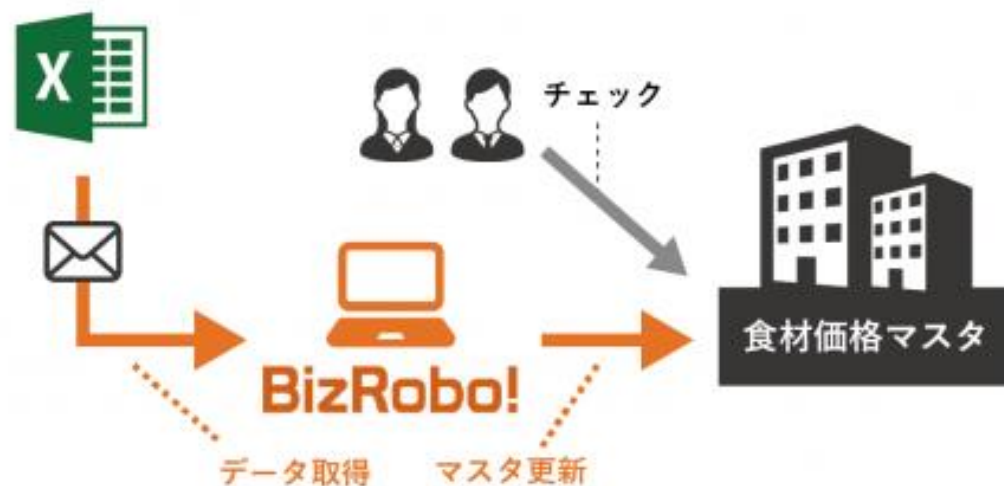 X
チェック
食材価格マスタ
BizRobo!
データ取得
マスタ更新